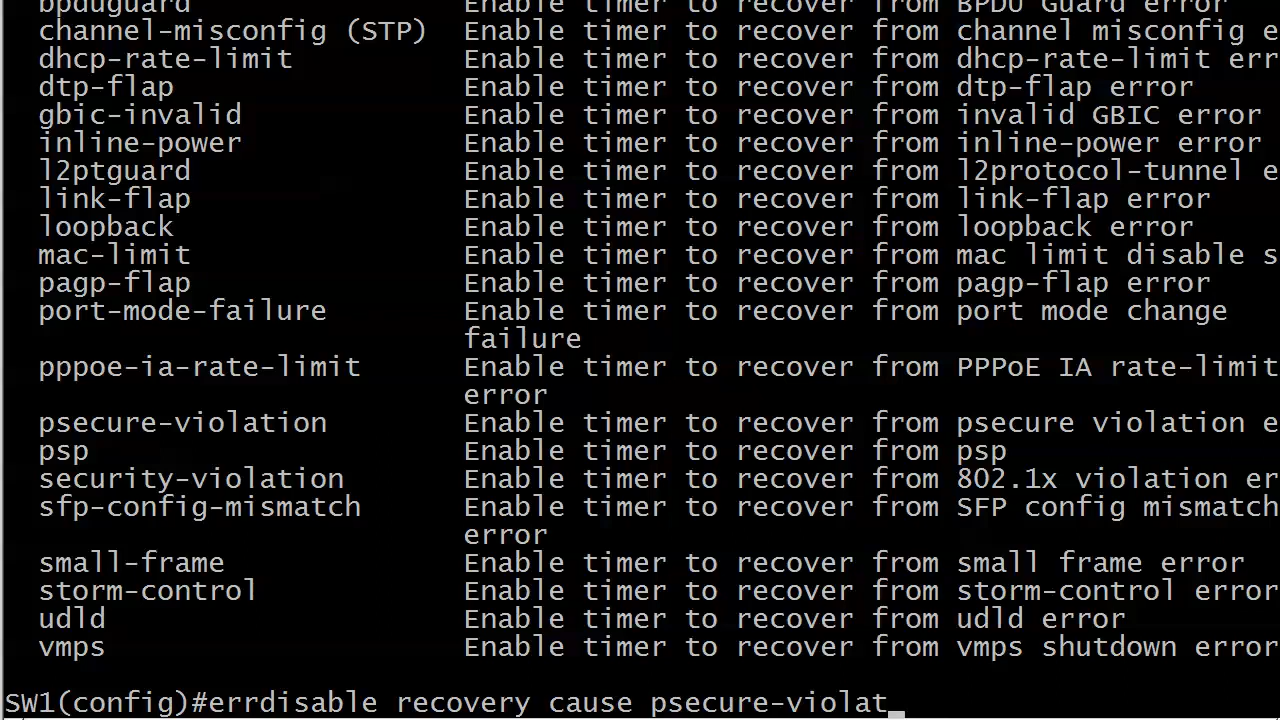 bpduguard Enable timer to recover from BPDU Guard error
channel-misconfig (STP) Enable timer to recover from channel misconfig e
dhcp-rate-limit Enable timer to recover from dhcp-rate-limit err
dtp-flap Enable timer to recover from dtp-flap error
gbic-invalid Enable timer to recover from invalid GBIC error
inline-power Enable timer to recover from inline-power error
l2ptguard Enable timer to recover from l2protocol-tunnel e
link-flap Enable timer to recover from link-flap error
loopback Enable timer to recover from loopback error
mac-limit Enable timer to recover from mac limit disable s
pagp-flap Enable timer to recover from pagp-flap error
port-mode-failure Enable timer to recover from port mode change
failure
pppoe-ia-rate-limit Enable timer to recover from PPPoE IA rate-limit
error
psecure-violation Enable timer to recover from psecure violation e
psp Enable timer to recover from psp
security-violation Enable timer to recover from 802.1x violation er
sfp-config-mismatch Enable timer to recover from SFP config mismatch
error
small-frame Enable timer to recover from small frame error
storm-control Enable timer to recover from storm-control error
udld Enable timer to recover from udld error
vmps Enable timer to recover from vmps shutdown error
SW1(config)#errdisable recovery cause psecure-violat_